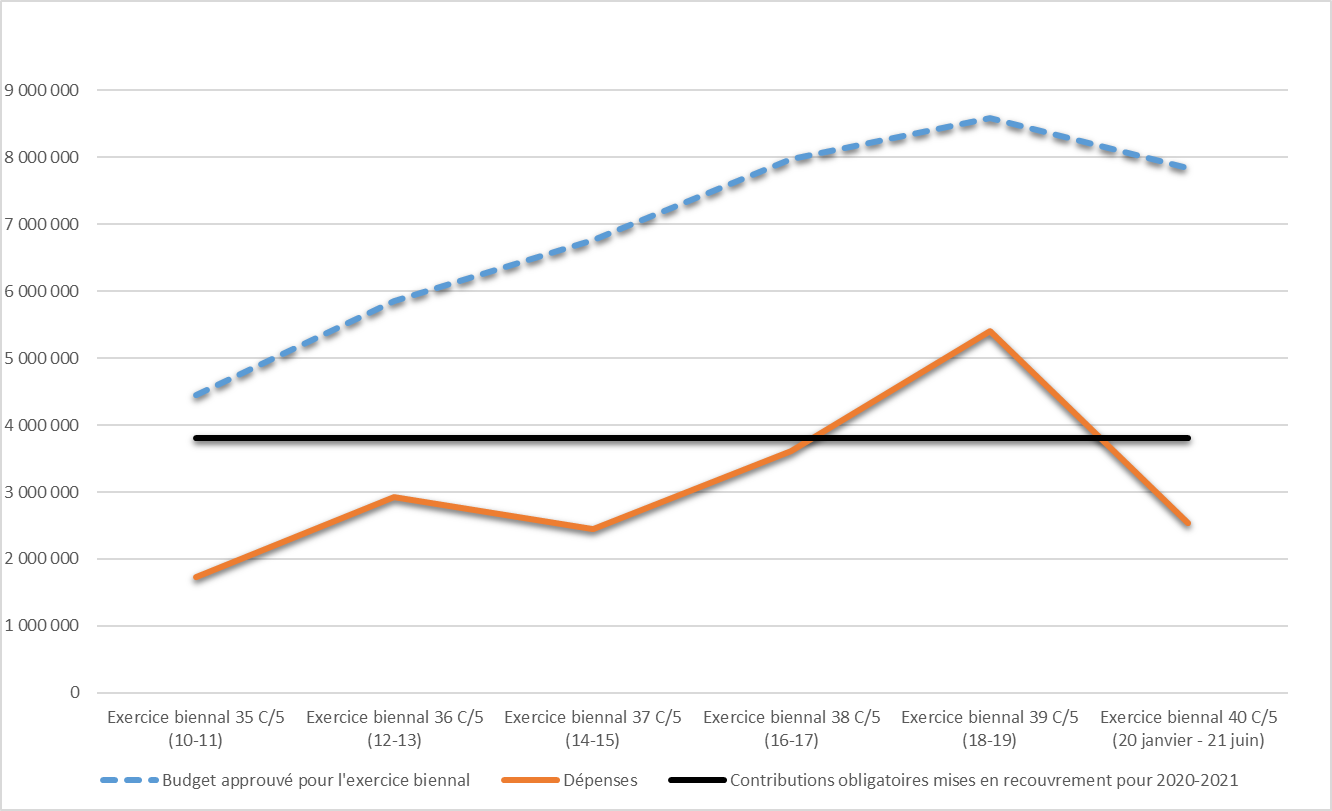 9 000 000
8 000 000
7 000 000
6 000 000
5 000 000
4 000 000
3 000 000
2 000 000
1 000 000
0
Exercice biennal 35 C/5 Exercice biennal 36 C/5 Exercice biennal 37 C/5 Exercice biennal 38 C/5 Exercice biennal 39 C/5 Exercice biennal 40 C/5
(10-11) (12-13) (14-15) (16-17) (18-19) (20 janvier - 21 juin)
Budget approuvé pour l'exercice biennal Dépenses Contributions obligatoires mises en recouvrement pour 2020-2021